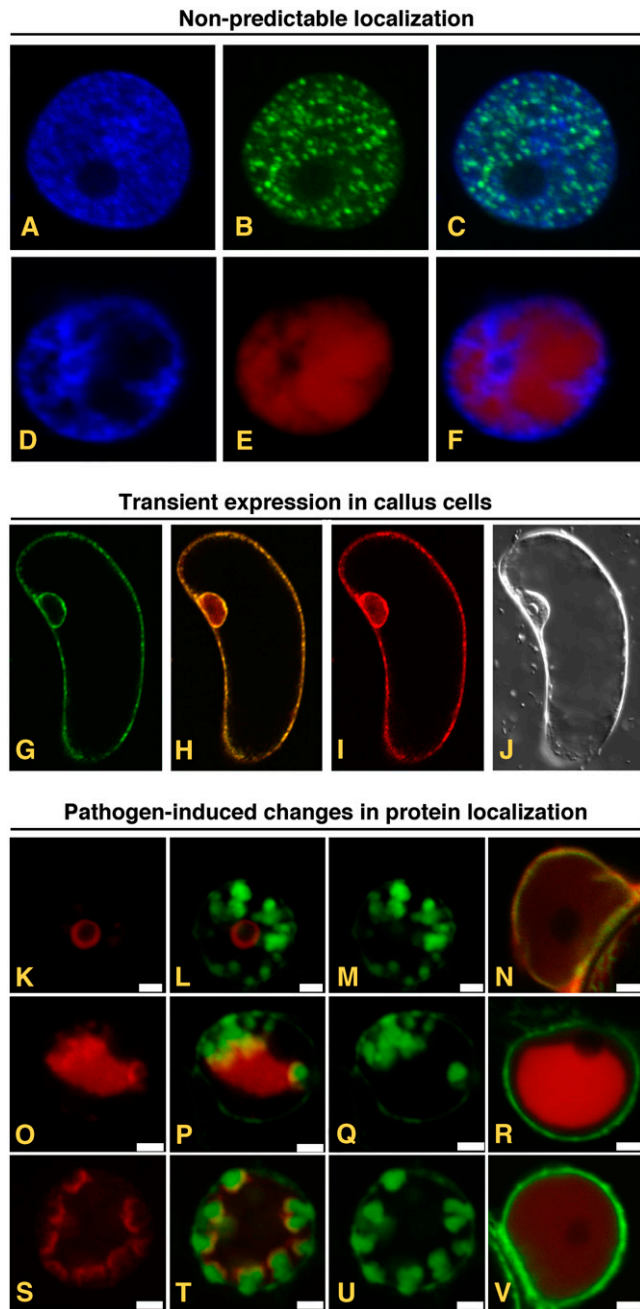 Non-predictable localization
A B C
D E F
Transient expression in callus cells
G H I J
Pathogen-induced changes in protein localization
K L M N
O P Q R
S T U V